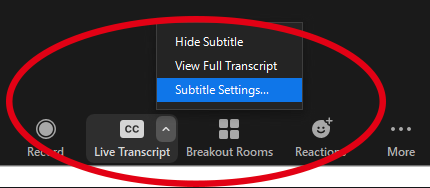 Hide Subtitle
View Full Transcript
Subtitle Settings...
CC
Record Live Transcript Breakout Rooms Reactions More